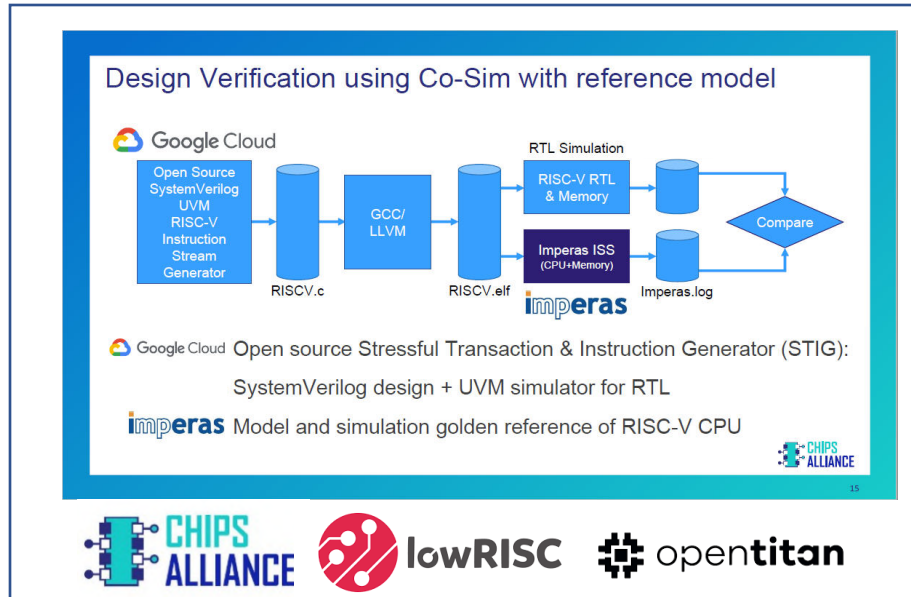 Design Verification using Co-Sim with reference model
Google Cloud
Open Source
SystemVerilog
UVM
RISC-V
Instruction
Stream
Generator
RISCV.c
GCC/
LLVM
RISCV.elf
RTL Simulation
RISC-V RTL
& Memory
Imperas ISS
(CPU+Memory)
imperas
Imperas.log
Compare
Google Cloud Open source Stressful Transaction & Instruction Generator (STIG):
SystemVerilog design + UVM simulator for RTL
imperas Model and simulation golden reference of RISC-V CPU
CHIPS
ALLIANCE
15
CHIPS
ALLIANCE
lowRISC
opentitan